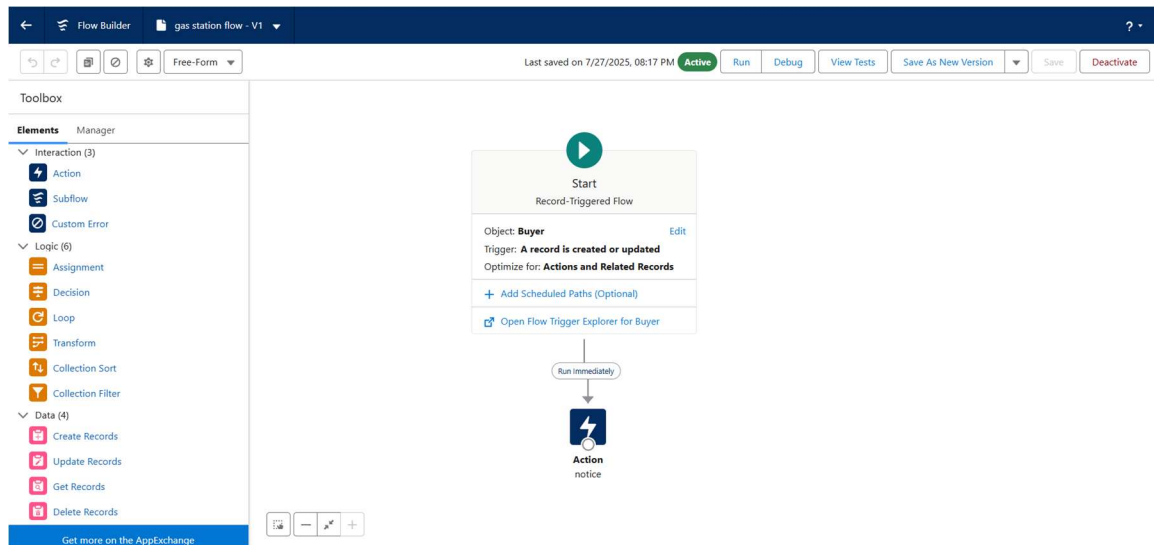 Flow Builder
gas station flow - V1
?
Free-Form
Last saved on 7/27/2025, 08:17 PM
Active
Run
Debug
View Tests
Save As New Version
Save
Deactivate
Toolbox
Elements
Manager
Interaction (3)
Action
Subflow
Custom Error
Logic (6)
Assignment
Decision
Loop
Transform
Collection Sort
Collection Filter
Data (4)
Create Records
Update Records
Get Records
Delete Records
Get more on the AppExchange
Start
Record-Triggered Flow
Object: Buyer
Edit
Trigger: A record is created or updated
Optimize for: Actions and Related Records
+ Add Scheduled Paths (Optional)
Open Flow Trigger Explorer for Buyer
Run Immediately
Action
notice